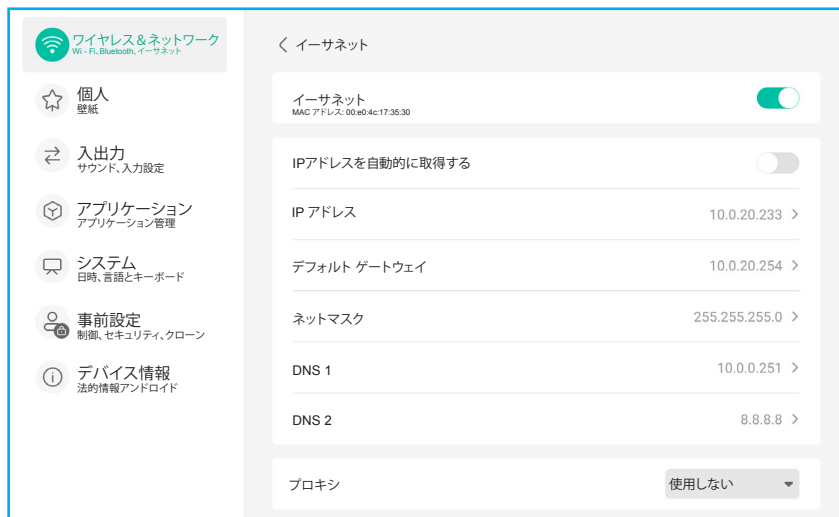 ワイヤレス＆ネットワーク
Wi - Fi、Bluetooth、イーサネット
個人
壁紙
入出力
サウンド、入力設定
アプリケーション
アプリケーション管理
システム
日時、言語とキーボード
事前設定
制御、セキュリティ、クローン
デバイス情報
法的情報アンドロイド
イーサネット
イーサネット
MAC アドレス: 00:e0:4c:17:35:30
IPアドレスを自動的に取得する
IP アドレス 10.0.20.233
デフォルト ゲートウェイ 10.0.20.254
ネットマスク 255.255.255.0
DNS 1 10.0.0.251
DNS 2 8.8.8.8
プロキシ 使用しない